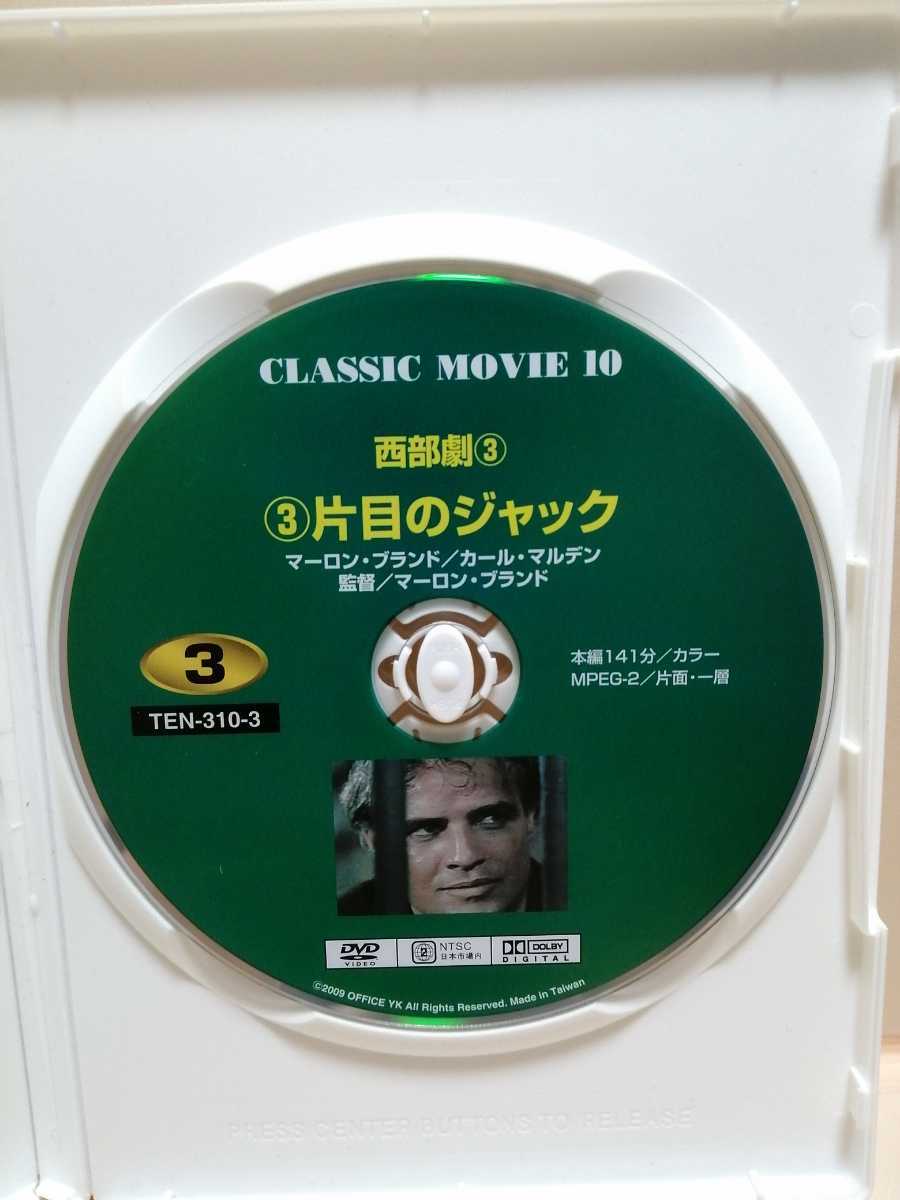 CLASSIC MOVIE 10
西部劇③
③片目のジャック
マーロン・ブランド／カール・マルデン
監督／マーロン・ブランド
3
TEN-310-3
本編141分／カラー
MPEG-2／片面・一層
DVD
VIDEO
2
NTSC
日本市場内
DOLBY
DIGITAL
©2009 OFFICE YK All Rights Reserved. Made in Taiwan
PRESS CENTER BUTTONS TO RELEASE